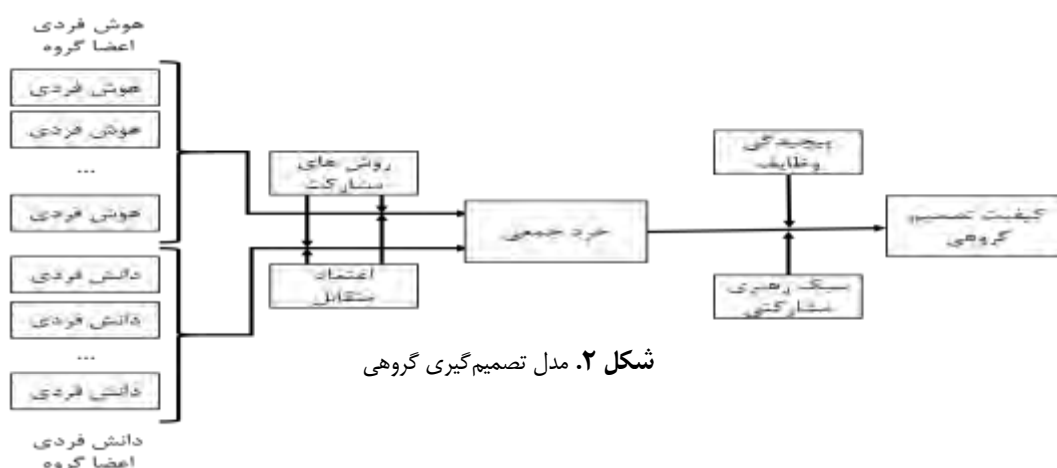 هوش فردی
اعضا گروه
هوش فردی
هوش فردی
...
هوش فردی
دانش فردی
دانش فردی
...
دانش فردی
دانش فردی
اعضا گروه
روش های
مشارکت
اعتماد
متقابل
خرد جمعی
پیچیدگی
وظایف
سبک رهبری
مشارکتی
کیفیت تصمیم
گروهی
شکل ۲. مدل تصمیم‌گیری گروهی